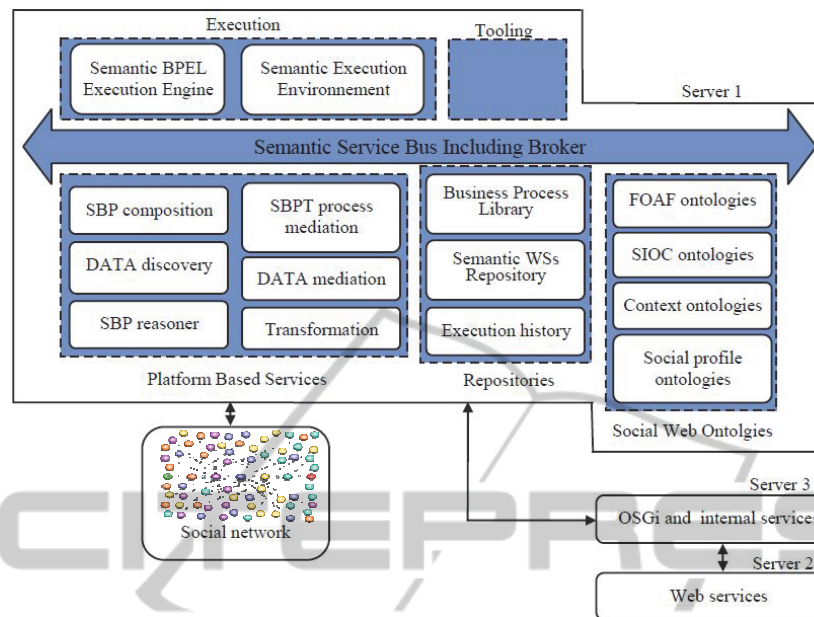 Execution
Tooling
Semantic BPEL
Execution Engine
Semantic Execution
Environnement
Server 1
Semantic Service Bus Including Broker
SBP composition
DATA discovery
SBP reasoner
SBPT process
mediation
DATA mediation
Transformation
Business Process
Library
Semantic WSs
Repository
Execution history
FOAF ontologies
SIOC ontologies
Context ontologies
Social profile
ontologies
Platform Based Services
Repositories
Social Web Ontolgies
Social network
Server 3
OSGi and internal services
Server 2
Web services